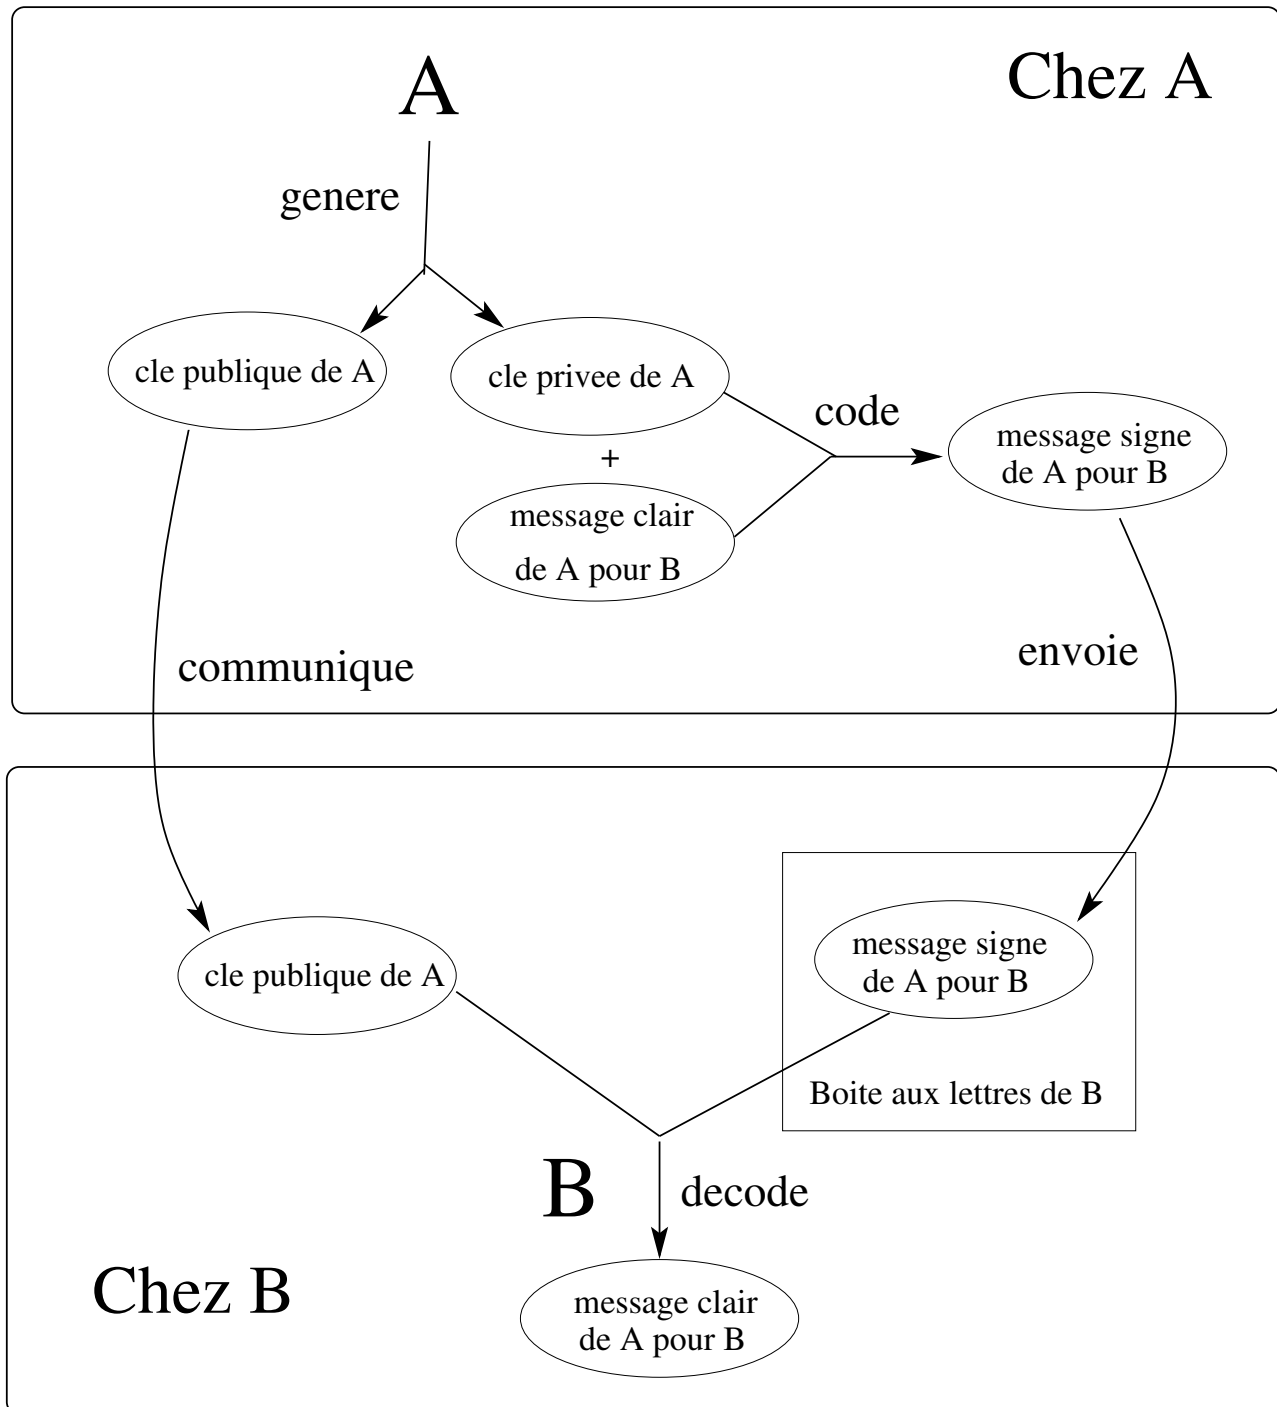 A
Chez A
genere
cle publique de A
cle privee de A
code
+
message signe
de A pour B
message clair
de A pour B
communique
envoie
cle publique de A
message signe
de A pour B
Boite aux lettres de B
B
decode
Chez B
message clair
de A pour B